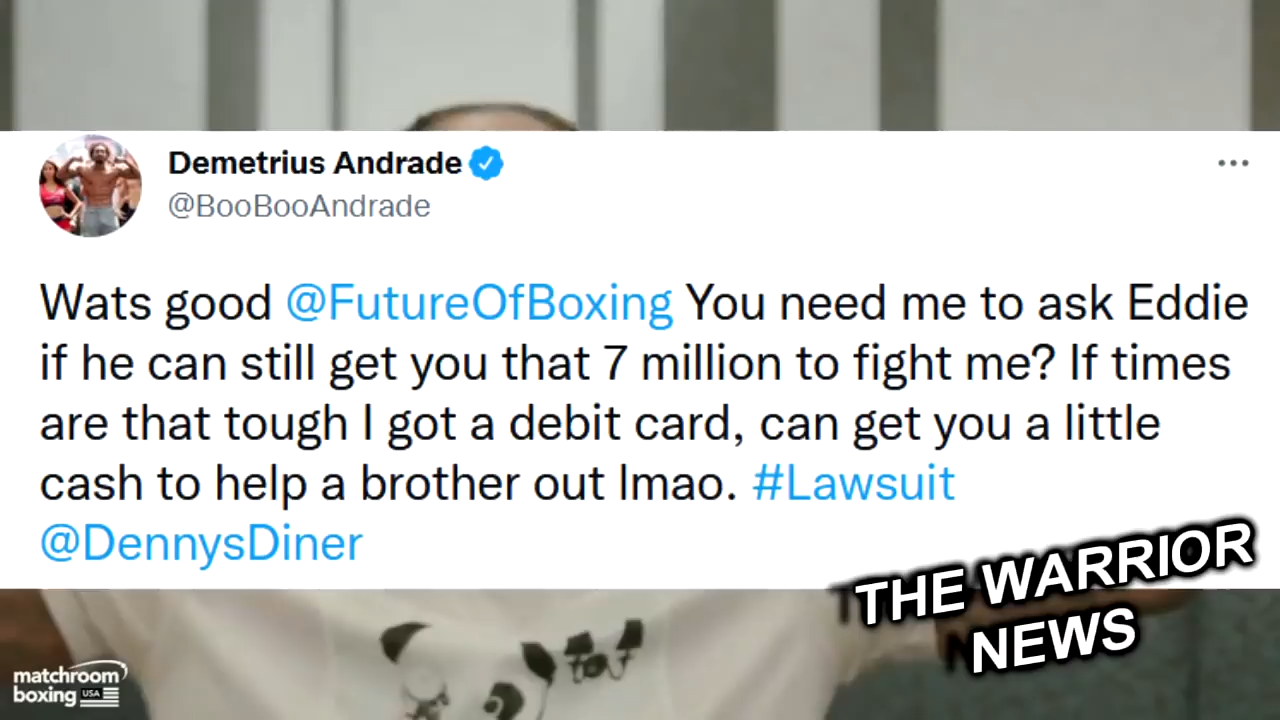 Demetrius Andrade
@BooBooAndrade
Wats good @FutureOfBoxing You need me to ask Eddie
if he can still get you that 7 million to fight me? If times
are that tough I got a debit card, can get you a little
cash to help a brother out lmao. #Lawsuit
@DennysDiner
THE WARRIOR
NEWS
matchroom
boxing USA